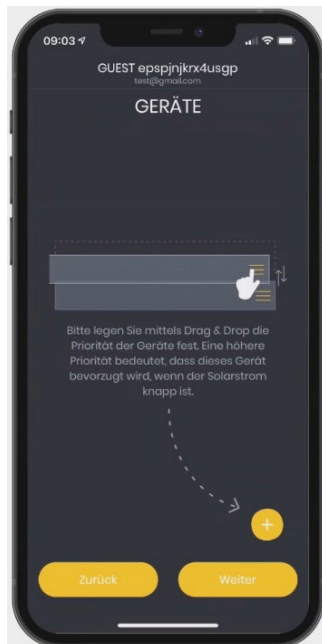 09:03
GUEST epspjnjkrx4usgp
test@gmail.com
GERÄTE
Bitte legen Sie mittels Drag & Drop die
Priorität der Geräte fest. Eine höhere
Priorität bedeutet, dass dieses Gerät
bevorzugt wird, wenn der Solarstrom
knapp ist.
+
Zurück
Weiter